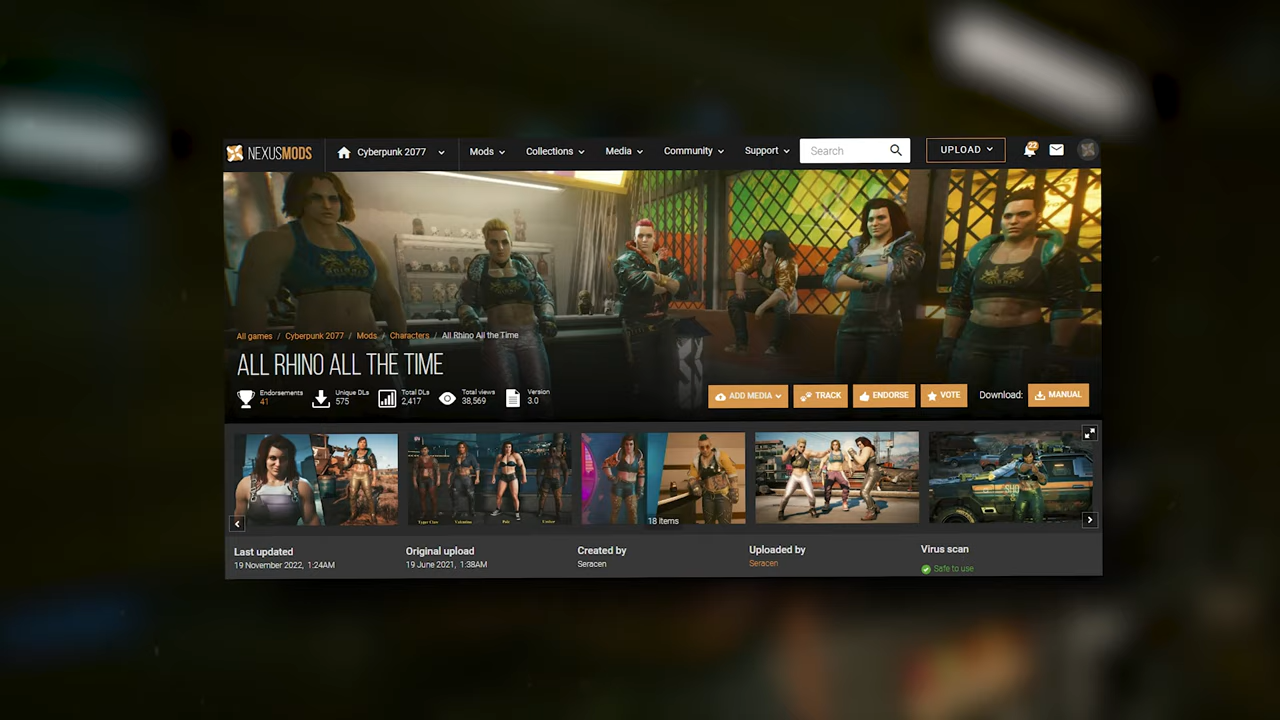 NEXUSMODS
Cyberpunk 2077
Mods
Collections
Media
Community
Support
Search
UPLOAD
22
All games / Cyberpunk 2077 / Mods / Characters / All Rhino All the Time
ALL RHINO ALL THE TIME
Endorsements
41
Unique DLs
575
Total DLs
2,417
Total views
38,569
Version
3.0
ADD MEDIA
TRACK
ENDORSE
VOTE
Download:
MANUAL
18 items
Last updated
19 November 2022, 1:24AM
Original upload
19 June 2021, 1:38AM
Created by
Seracen
Uploaded by
Seracen
Virus scan
Safe to use